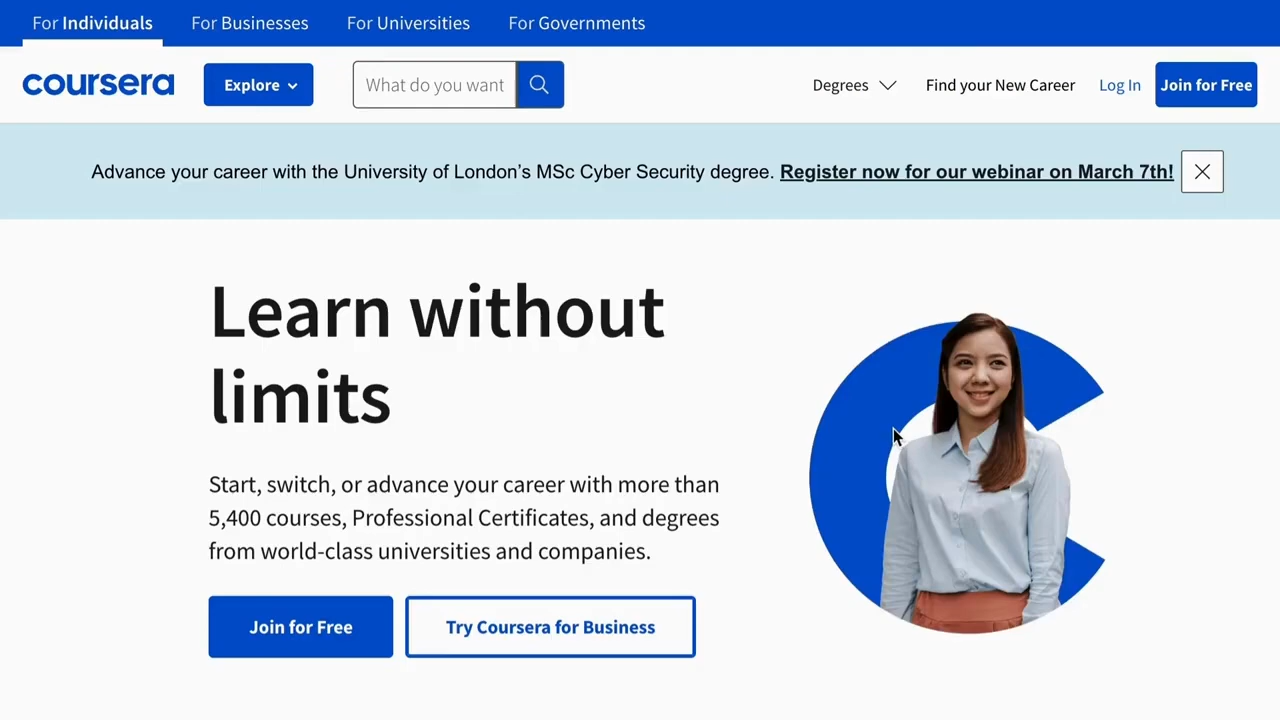 For Individuals
For Businesses
For Universities
For Governments
coursera
Explore
What do you want
Degrees
Find your New Career
Log In
Join for Free
Advance your career with the University of London's MSc Cyber Security degree. Register now for our webinar on March 7th!
Learn without
limits
Start, switch, or advance your career with more than
5,400 courses, Professional Certificates, and degrees
from world-class universities and companies.
Join for Free
Try Coursera for Business